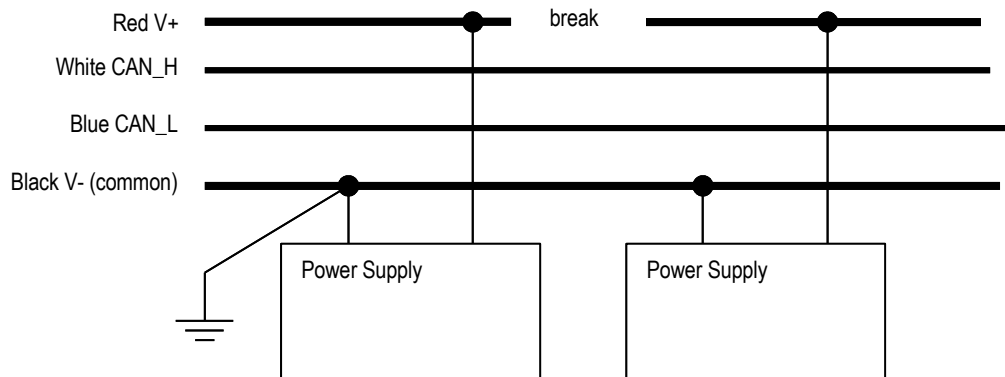 Red V+
break
White CAN_H
Blue CAN_L
Black V- (common)
Power Supply
Power Supply